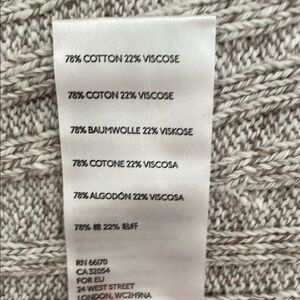 78% COTTON 22% VISCOSE
78% COTON 22% VISCOSE
78% BAUMWOLLE 22% VISKOSE
78% COTONE 22% VISCOSA
78% ALGODÓN 22% VISCOSA
78% 棉 22% 粘纤
RN 66170
CA 32054
FOR EU
24 WEST STREET
LONDON, WC2H9NA